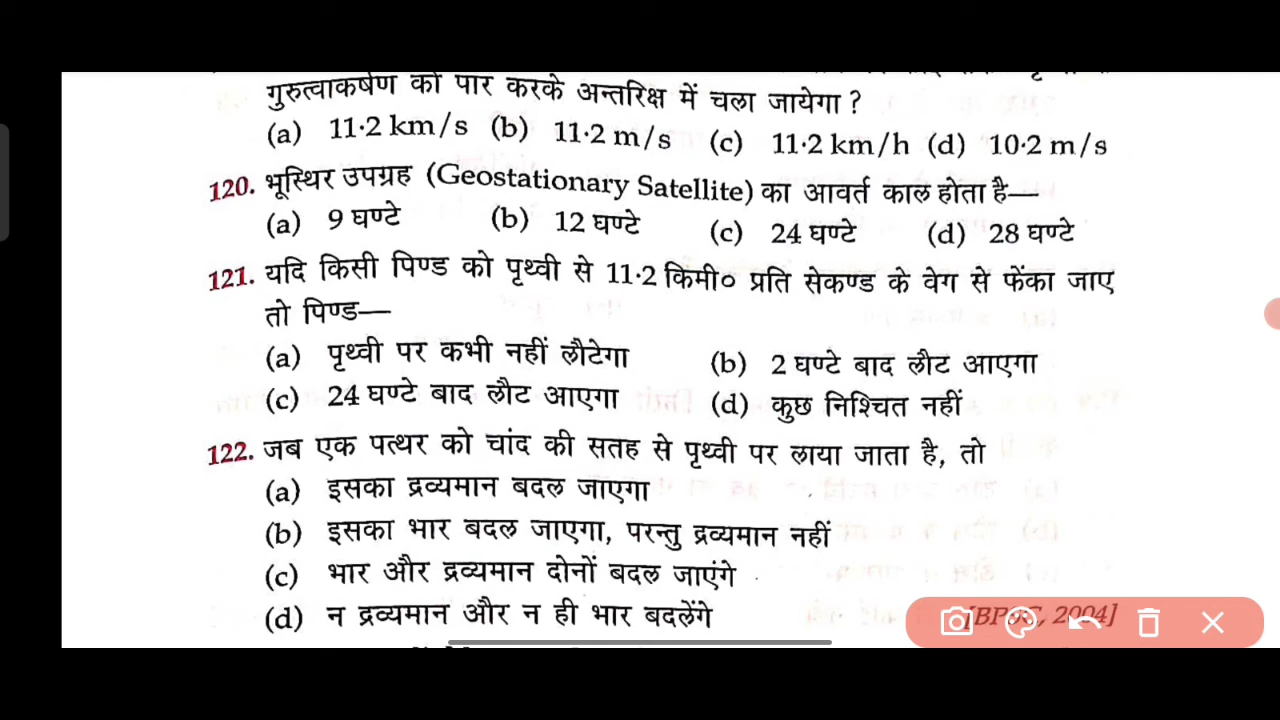 गुरुत्वाकर्षण को पार करके अन्तरिक्ष में चला जायेगा ?
(a) 11·2 km/s (b) 11·2 m/s (c) 11·2 km/h (d) 10·2 m/s
120. भूस्थिर उपग्रह (Geostationary Satellite) का आवर्त काल होता है—
(a) 9 घण्टे (b) 12 घण्टे (c) 24 घण्टे (d) 28 घण्टे
121. यदि किसी पिण्ड को पृथ्वी से 11·2 किमी० प्रति सेकण्ड के वेग से फेंका जाए
तो पिण्ड—
(a) पृथ्वी पर कभी नहीं लौटेगा (b) 2 घण्टे बाद लौट आएगा
(c) 24 घण्टे बाद लौट आएगा (d) कुछ निश्चित नहीं
122. जब एक पत्थर को चांद की सतह से पृथ्वी पर लाया जाता है, तो
(a) इसका द्रव्यमान बदल जाएगा
(b) इसका भार बदल जाएगा, परन्तु द्रव्यमान नहीं
(c) भार और द्रव्यमान दोनों बदल जाएंगे
(d) न द्रव्यमान और न ही भार बदलेंगे
[BPSC, 2004]